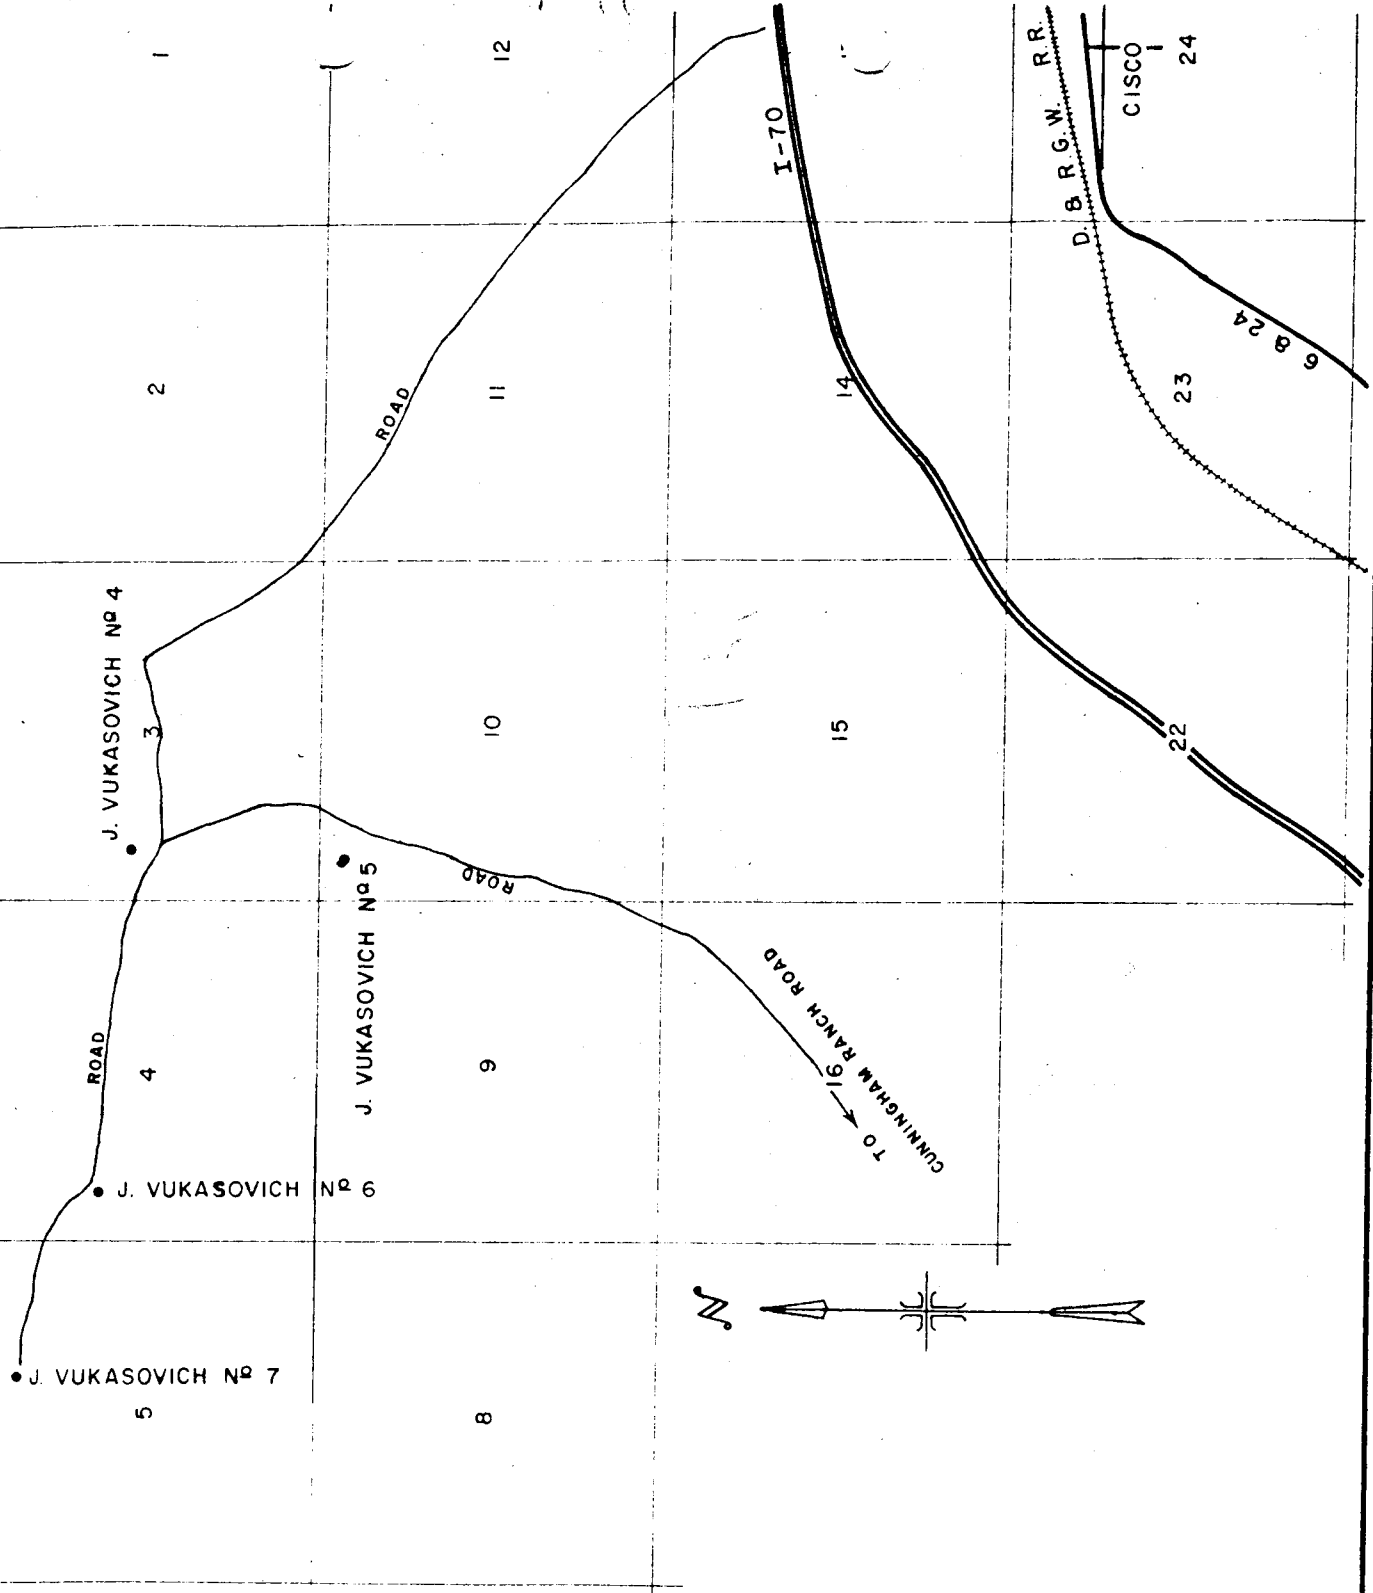 1
12
R. R.
CISCO
24
I-70
D. & R. G. W.
2
ROAD
11
14
6 & 24
23
J. VUKASOVICH Nº 4
3
10
15
22
J. VUKASOVICH Nº 5
ROAD
ROAD
4
9
16
TO
CUNNINGHAM RANCH ROAD
J. VUKASOVICH Nº 6
N
J. VUKASOVICH Nº 7
5
8